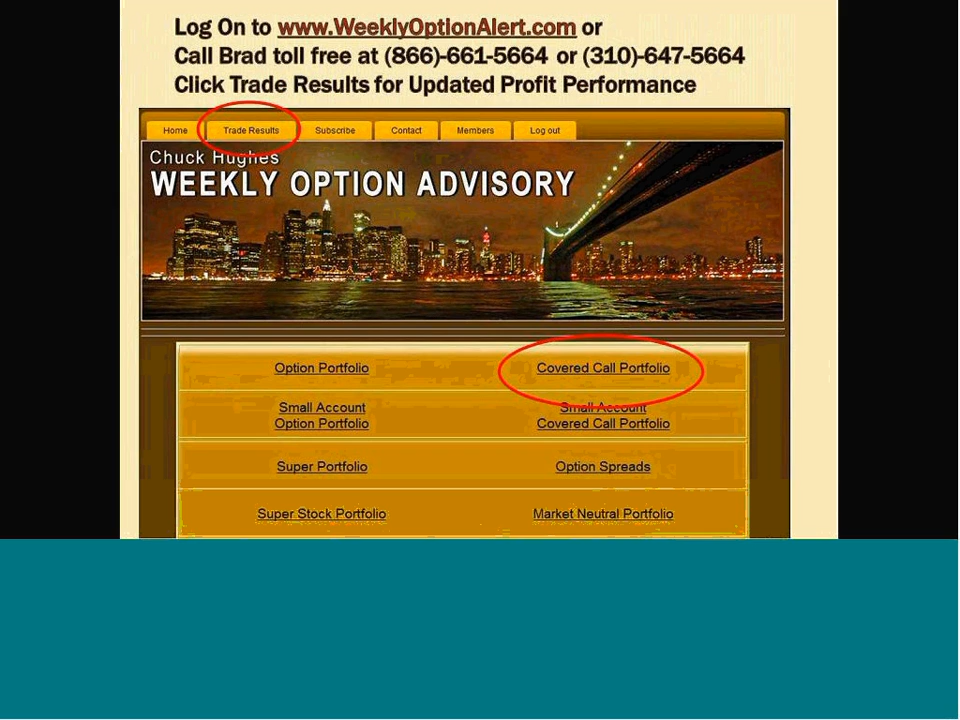 Log On to www.WeeklyOptionAlert.com or
Call Brad toll free at (866)-661-5664 or (310)-647-5664
Click Trade Results for Updated Profit Performance
Home Trade Results Subscribe Contact Members Log out
Chuck Hughes
WEEKLY OPTION ADVISORY
Option Portfolio Covered Call Portfolio
Small Account Small Account
Option Portfolio Covered Call Portfolio
Super Portfolio Option Spreads
Super Stock Portfolio Market Neutral Portfolio